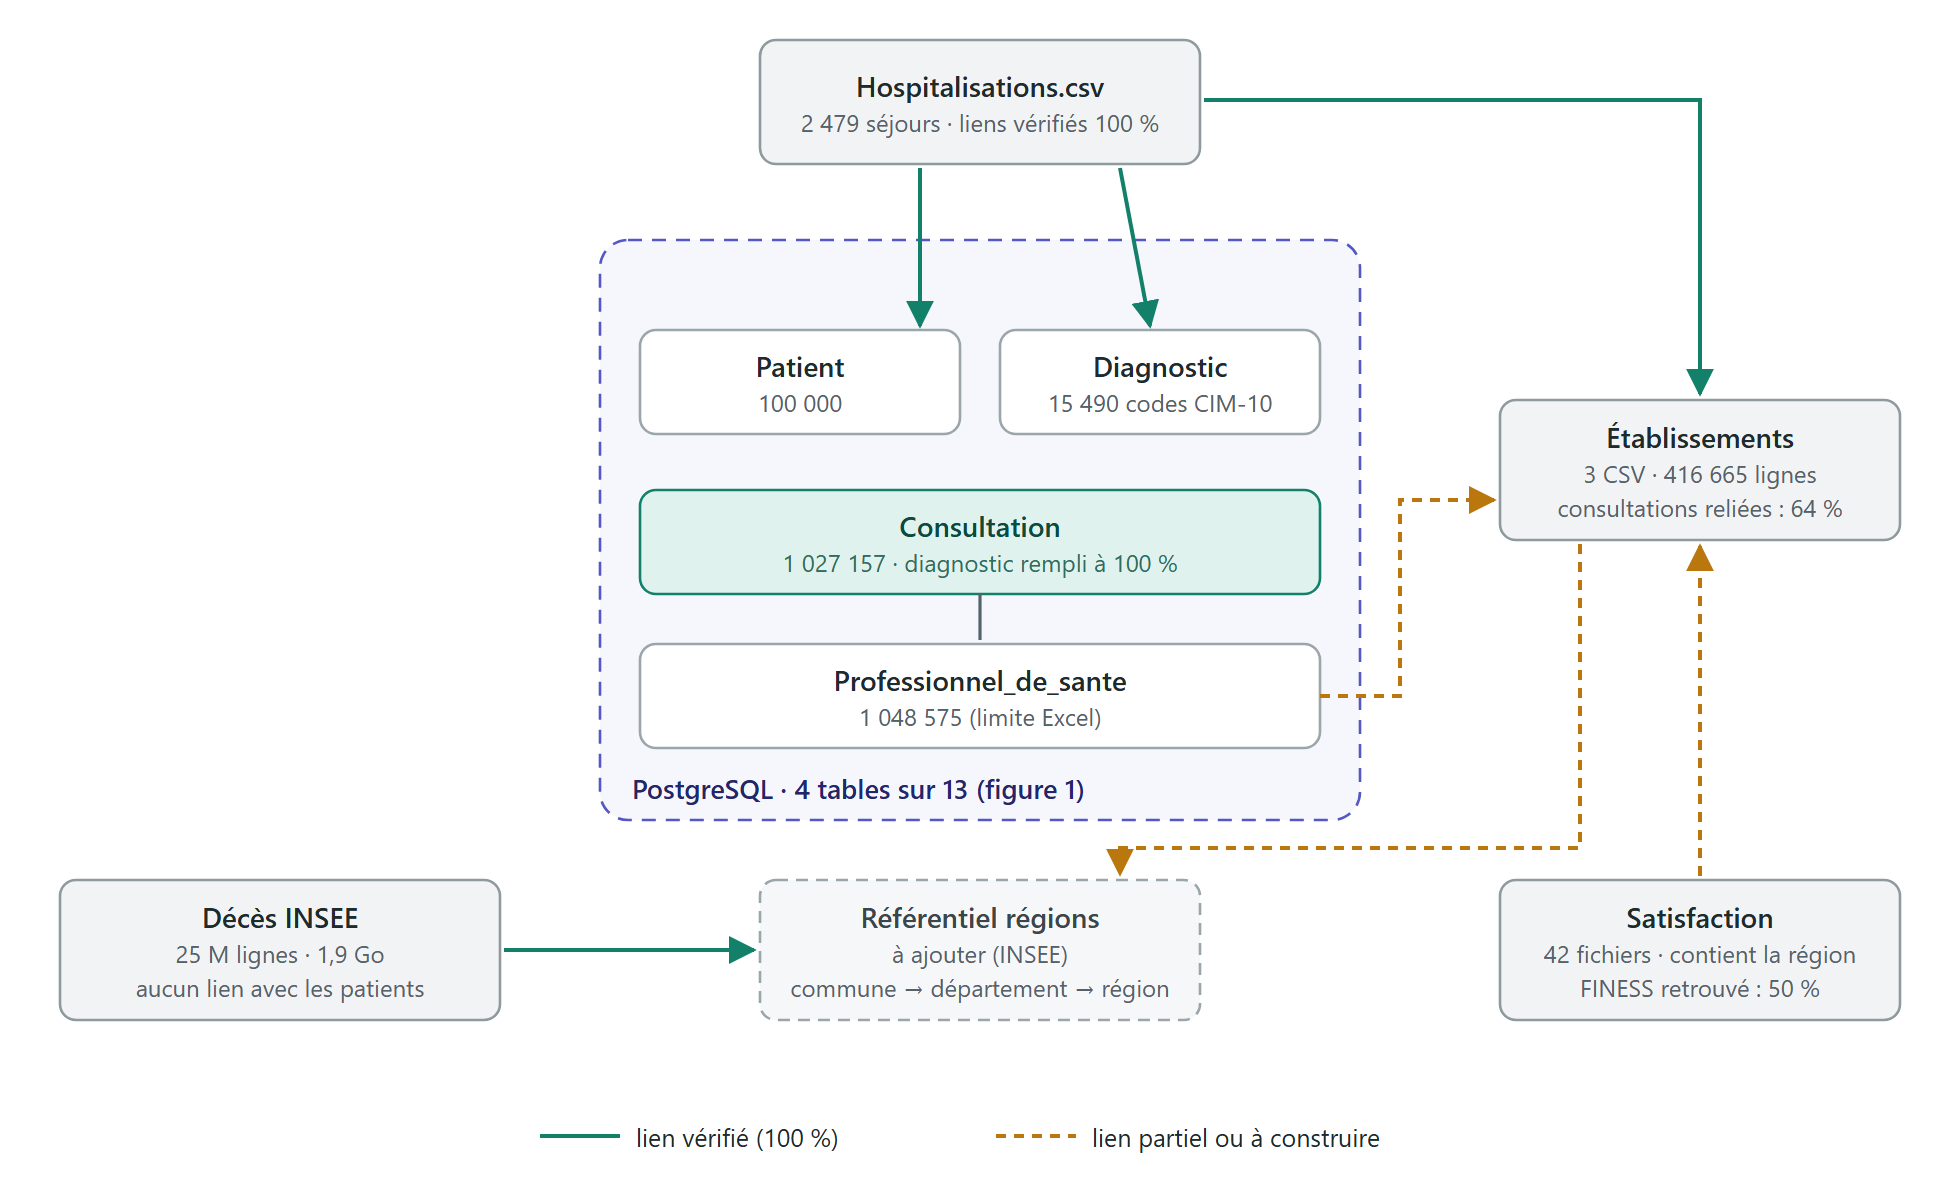 Hospitalisations.csv
2 479 séjours · liens vérifiés 100 %
Patient
100 000
Diagnostic
15 490 codes CIM-10
Établissements
3 CSV · 416 665 lignes
consultations reliées : 64 %
Consultation
1 027 157 · diagnostic rempli à 100 %
Professionnel_de_sante
1 048 575 (limite Excel)
PostgreSQL · 4 tables sur 13 (figure 1)
Décès INSEE
25 M lignes · 1,9 Go
aucun lien avec les patients
Référentiel régions
à ajouter (INSEE)
commune → département → région
Satisfaction
42 fichiers · contient la région
FINESS retrouvé : 50 %
lien vérifié (100 %)
lien partiel ou à construire